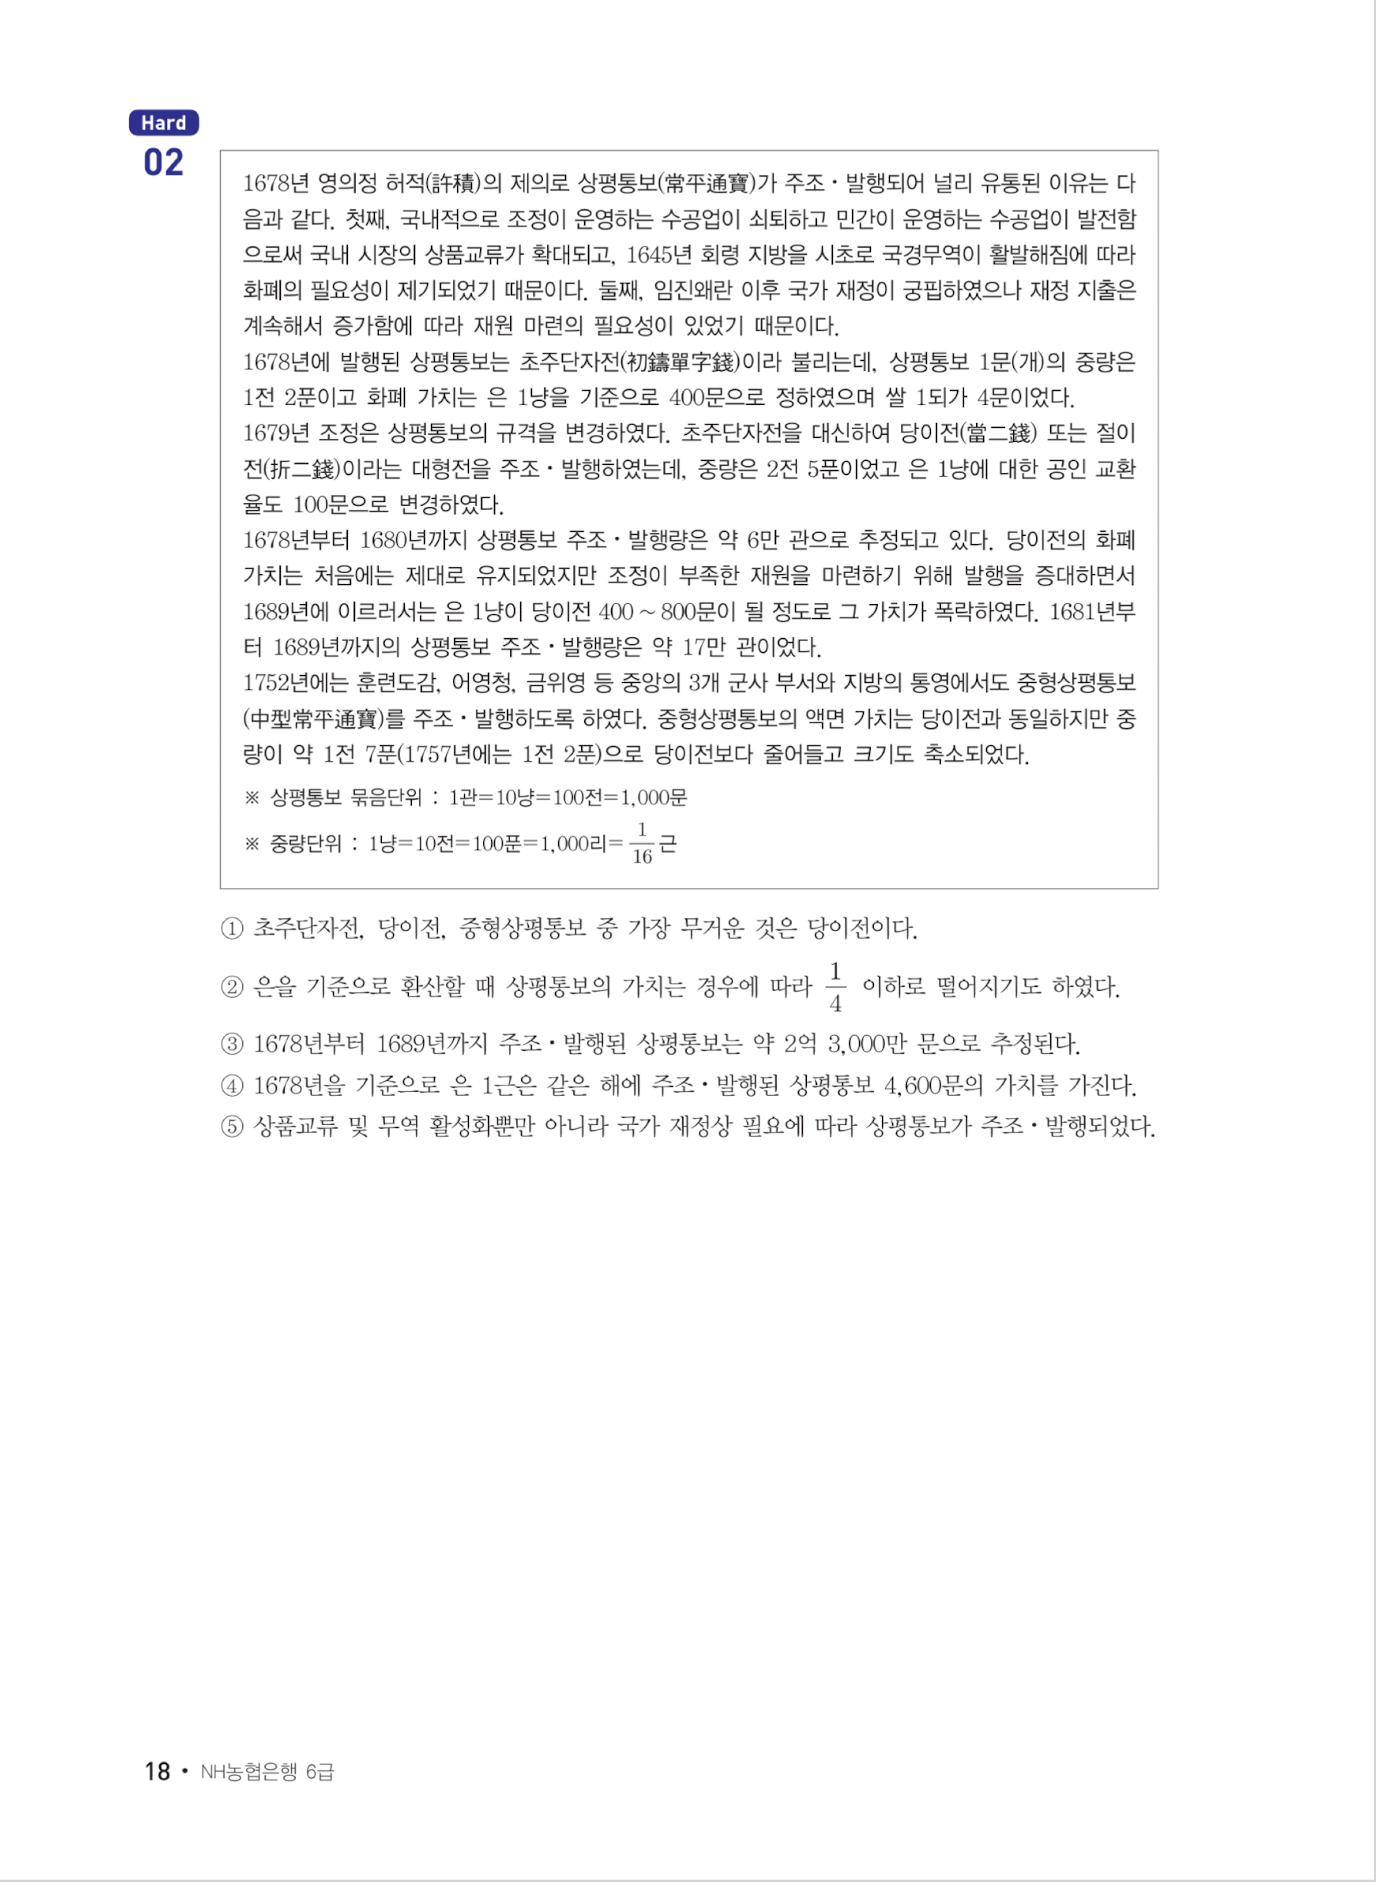 Hard
02
1678년 영의정 허적(許積)의 제의로 상평통보(常平通寶)가 주조·발행되어 널리 유통된 이유는 다
음과 같다. 첫째, 국내적으로 조정이 운영하는 수공업이 쇠퇴하고 민간이 운영하는 수공업이 발전함
으로써 국내 시장의 상품교류가 확대되고, 1645년 회령 지방을 시초로 국경무역이 활발해짐에 따라
화폐의 필요성이 제기되었기 때문이다. 둘째, 임진왜란 이후 국가 재정이 궁핍하였으나 재정 지출은
계속해서 증가함에 따라 재원 마련의 필요성이 있었기 때문이다.
1678년에 발행된 상평통보는 초주단자전(初鑄單字錢)이라 불리는데, 상평통보 1문(개)의 중량은
1전 2푼이고 화폐 가치는 은 1냥을 기준으로 400문으로 정하였으며 쌀 1되가 4문이었다.
1679년 조정은 상평통보의 규격을 변경하였다. 초주단자전을 대신하여 당이전(當二錢) 또는 절이
전(折二錢)이라는 대형전을 주조·발행하였는데, 중량은 2전 5푼이었고 은 1냥에 대한 공인 교환
율도 100문으로 변경하였다.
1678년부터 1680년까지 상평통보 주조·발행량은 약 6만 관으로 추정되고 있다. 당이전의 화폐
가치는 처음에는 제대로 유지되었지만 조정이 부족한 재원을 마련하기 위해 발행을 증대하면서
1689년에 이르러서는 은 1냥이 당이전 400~800문이 될 정도로 그 가치가 폭락하였다. 1681년부
터 1689년까지의 상평통보 주조·발행량은 약 17만 관이었다.
1752년에는 훈련도감, 어영청, 금위영 등 중앙의 3개 군사 부서와 지방의 통영에서도 중형상평통보
(中型常平通寶)를 주조·발행하도록 하였다. 중형상평통보의 액면 가치는 당이전과 동일하지만 중
량이 약 1전 7푼(1757년에는 1전 2푼)으로 당이전보다 줄어들고 크기도 축소되었다.
※ 상평통보 묶음단위 : 1관=10냥=100전=1,000문
※ 중량단위 : 1냥=10전=100푼=1,000리=1/16근
① 초주단자전, 당이전, 중형상평통보 중 가장 무거운 것은 당이전이다.
② 은을 기준으로 환산할 때 상평통보의 가치는 경우에 따라 1/4 이하로 떨어지기도 하였다.
③ 1678년부터 1689년까지 주조·발행된 상평통보는 약 2억 3,000만 문으로 추정된다.
④ 1678년을 기준으로 은 1근은 같은 해에 주조·발행된 상평통보 4,600문의 가치를 가진다.
⑤ 상품교류 및 무역 활성화뿐만 아니라 국가 재정상 필요에 따라 상평통보가 주조·발행되었다.
18 • NH농협은행 6급